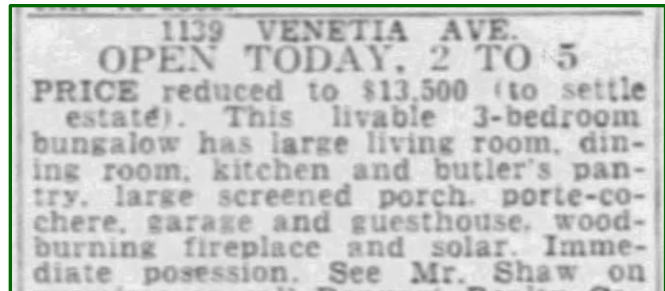 1139 VENETIA AVE.
OPEN TODAY, 2 TO 5
PRICE reduced to $13,500 (to settle
estate). This livable 3-bedroom
bungalow has large living room, din-
ing room, kitchen and butler's pan-
try, large screened porch, porte-co-
chere, garage and guesthouse, wood-
burning fireplace and solar. Imme-
diate posession. See Mr. Shaw on